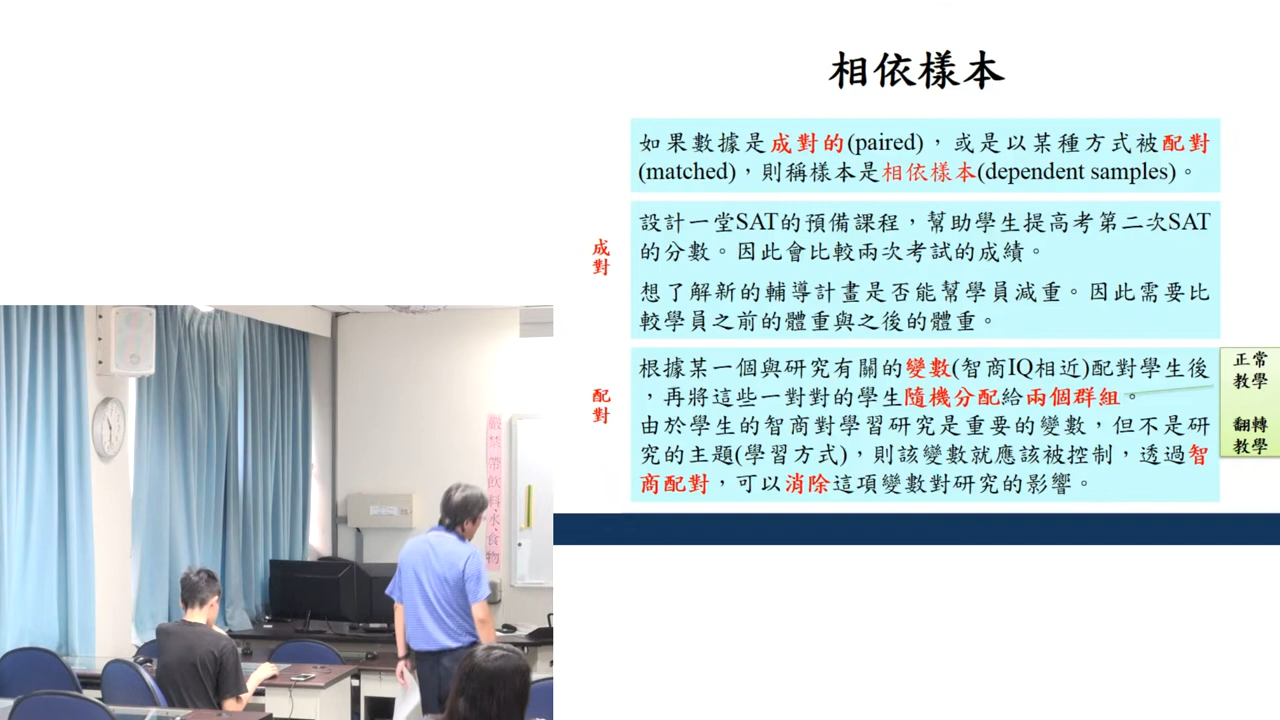 相依樣本
如果數據是成對的(paired),或是以某種方式被配對
(matched),則稱樣本是相依樣本(dependent samples)。
成對
設計一堂SAT的預備課程,幫助學生提高考第二次SAT
的分數。因此會比較兩次考試的成績。
想了解新的輔導計畫是否能幫學員減重。因此需要比
較學員之前的體重與之後的體重。
配對
根據某一個與研究有關的變數(智商IQ相近)配對學生後
,再將這些一對對的學生隨機分配給兩個群組。
由於學生的智商對學習研究是重要的變數,但不是研
究的主題(學習方式),則該變數就應該被控制,透過智
商配對,可以消除這項變數對研究的影響。
正常
教學
翻轉
教學
嚴禁帶飲料·水·食物